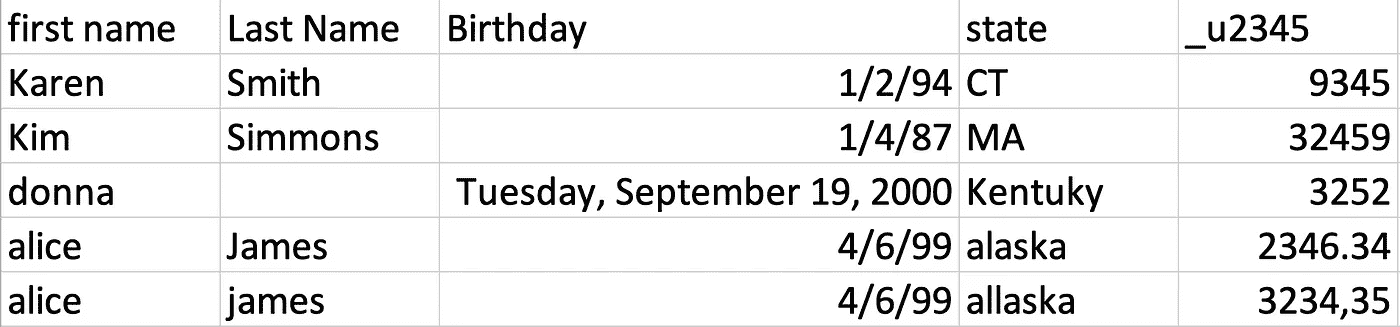 first name Last Name Birthday state _u2345
Karen Smith 1/2/94 CT 9345
Kim Simmons 1/4/87 MA 32459
donna Tuesday, September 19, 2000 Kentuky 3252
alice James 4/6/99 alaska 2346.34
alice james 4/6/99 allaska 3234,35